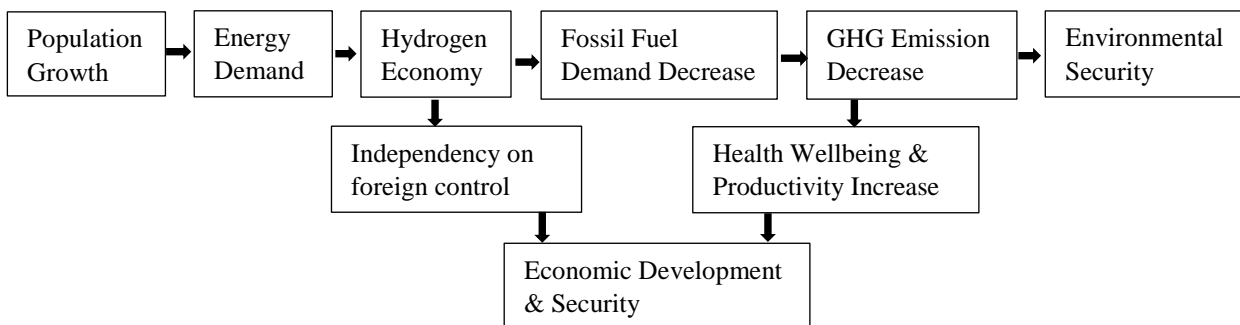 Population
Growth
Energy
Demand
Hydrogen
Economy
Fossil Fuel
Demand Decrease
GHG Emission
Decrease
Environmental
Security
Independency on
foreign control
Health Wellbeing &
Productivity Increase
Economic Development
& Security